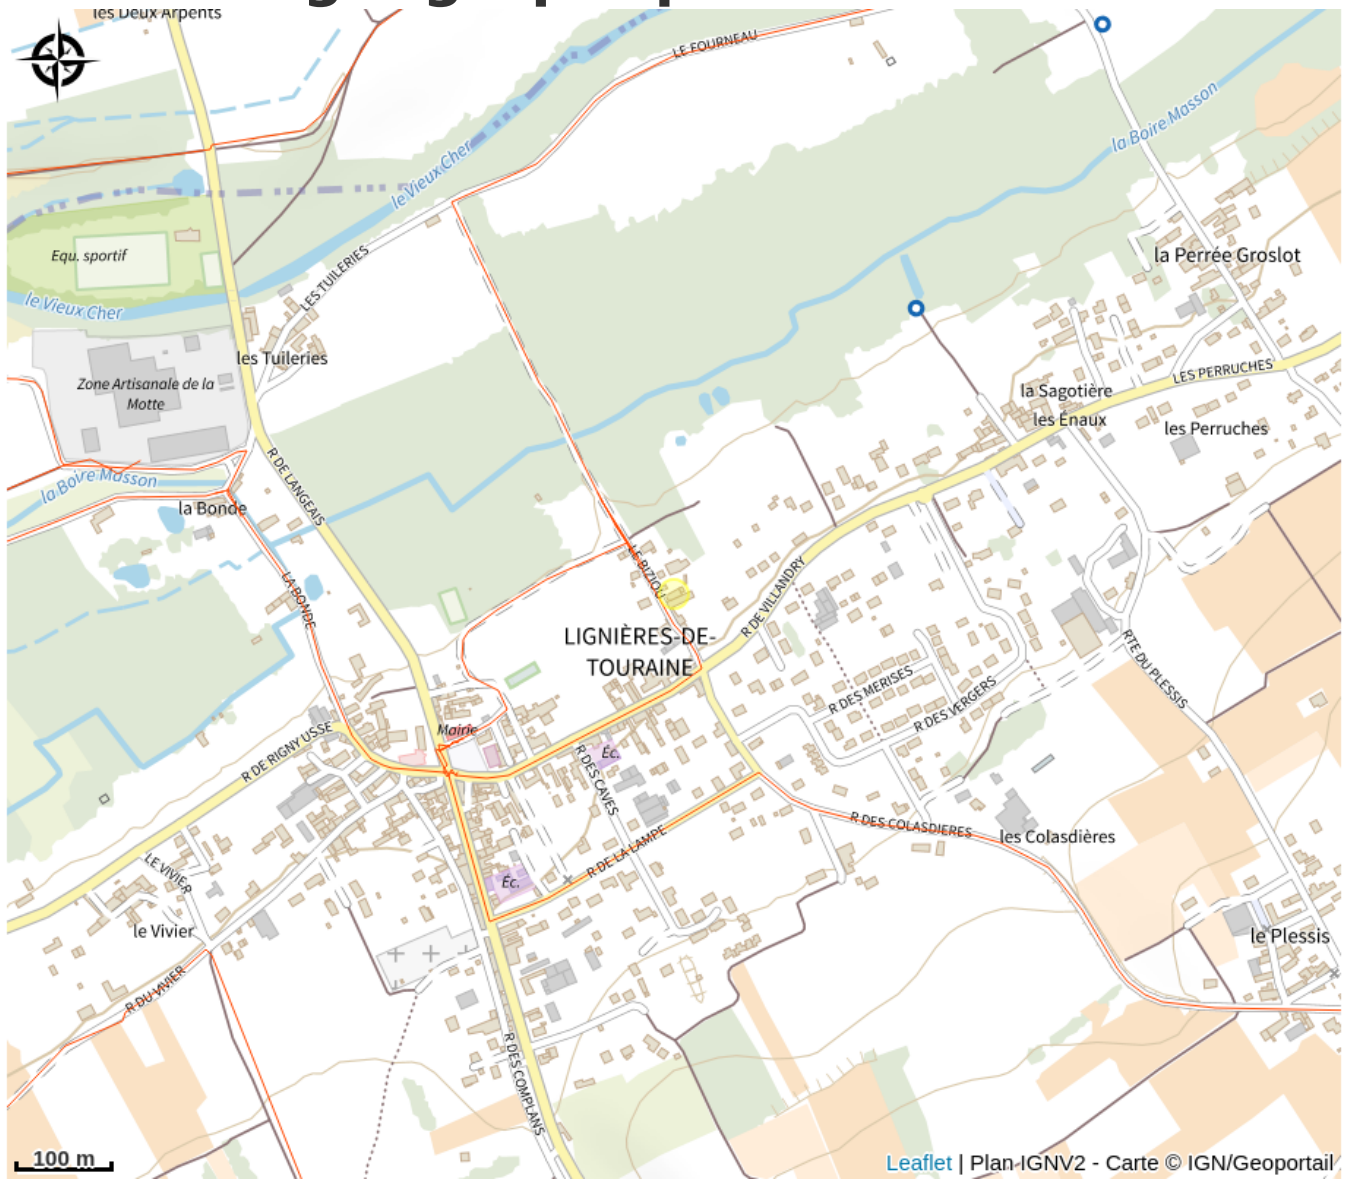 les Deux Arpents
LE FOURNEAU
la Boire Masson
le Vieux Cher
Equ. sportif
la Perrée Groslot
LES TUILERIES
le Vieux Cher
les Tuileries
Zone Artisanale de la
Motte
LES PERRUCHES
la Sagotière
les Énaux
les Perruches
R DE LANGEAIS
la Boire Masson
la Bonde
LE BIZIOU
LA BONDE
R DE VILLANDRY
LIGNIÈRES-DE-
TOURAINE
RTE DU PLESSIS
R DES MERISES
R DES VERGERS
Mairie
R DE RIGNY USSE
Éc.
R DES CAVES
R DES COLASDIERES
les Colasdières
R DE LA LAMPE
LE VIVIER
Éc.
le Vivier
le Plessis
R DU VIVIER
R DES COMPLANS
100 m
Leaflet | Plan IGNV2 - Carte © IGN/Geoportail